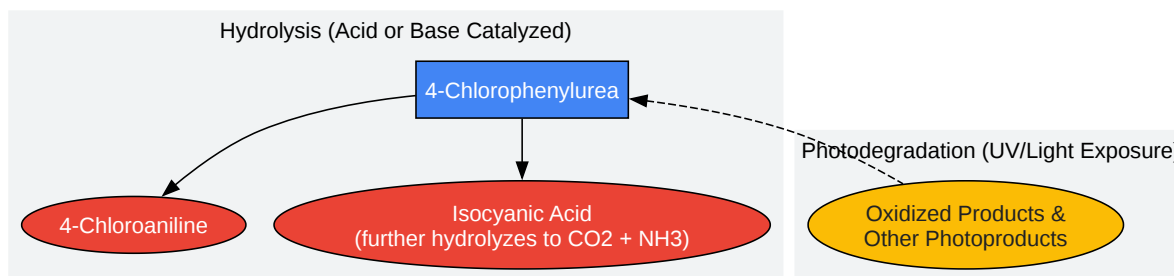 Hydrolysis (Acid or Base Catalyzed)
4-Chlorophenylurea
Photodegradation (UV/Light Exposure)
4-Chloroaniline
Isocyanic Acid
(further hydrolyzes to CO2 + NH3)
Oxidized Products &
Other Photoproducts